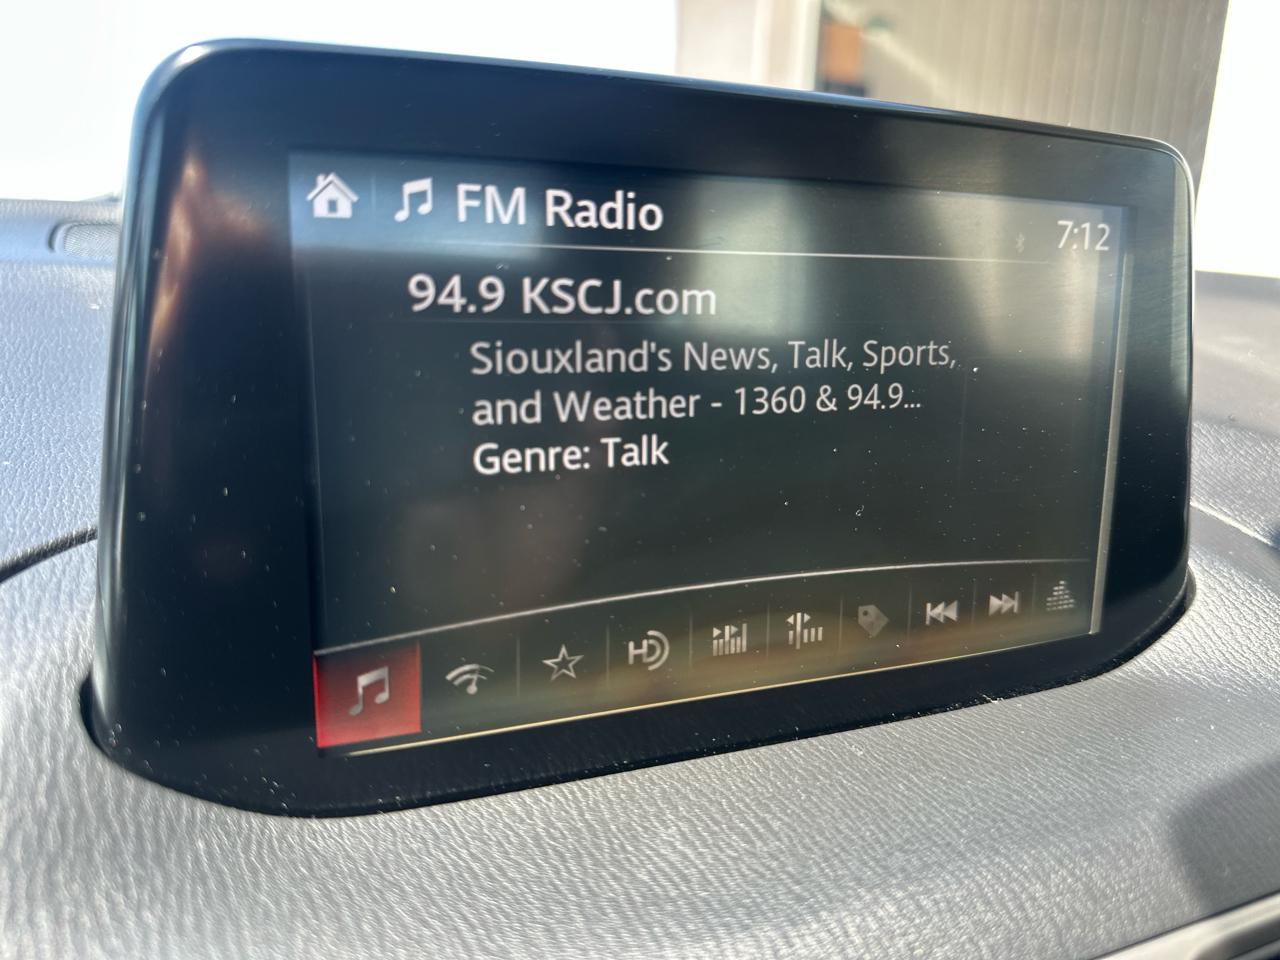 FM Radio
7:12
94.9 KSCJ.com
Siouxland's News, Talk, Sports,
and Weather - 1360 & 94.9...
Genre: Talk
HD